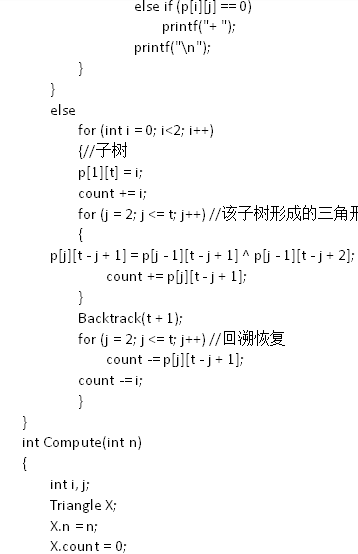 else if (p[i][j] == 0)
printf("+ ");
printf("\n");
}
}
else
for (int i = 0; i<2; i++)
{//子树
p[1][t] = i;
count += i;
for (j = 2; j <= t; j++) //该子树形成的三角形
{
p[j][t - j + 1] = p[j - 1][t - j + 1] ^ p[j - 1][t - j + 2];
count += p[j][t - j + 1];
}
Backtrack(t + 1);
for (j = 2; j <= t; j++) //回溯恢复
count -= p[j][t - j + 1];
count -= i;
}
}
int Compute(int n)
{
int i, j;
Triangle X;
X.n = n;
X.count = 0;